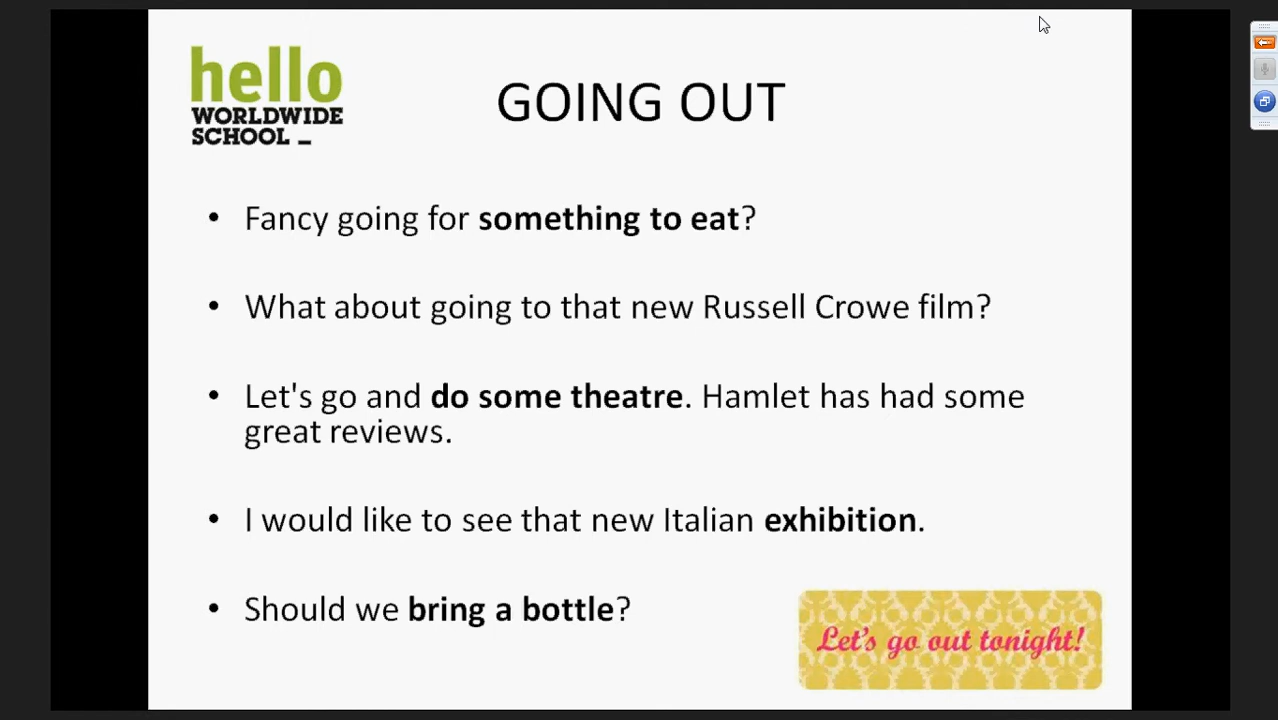 hello
WORLDWIDE
SCHOOL _
GOING OUT
• Fancy going for something to eat?
• What about going to that new Russell Crowe film?
• Let's go and do some theatre. Hamlet has had some
great reviews.
• I would like to see that new Italian exhibition.
• Should we bring a bottle?
Let's go out tonight!